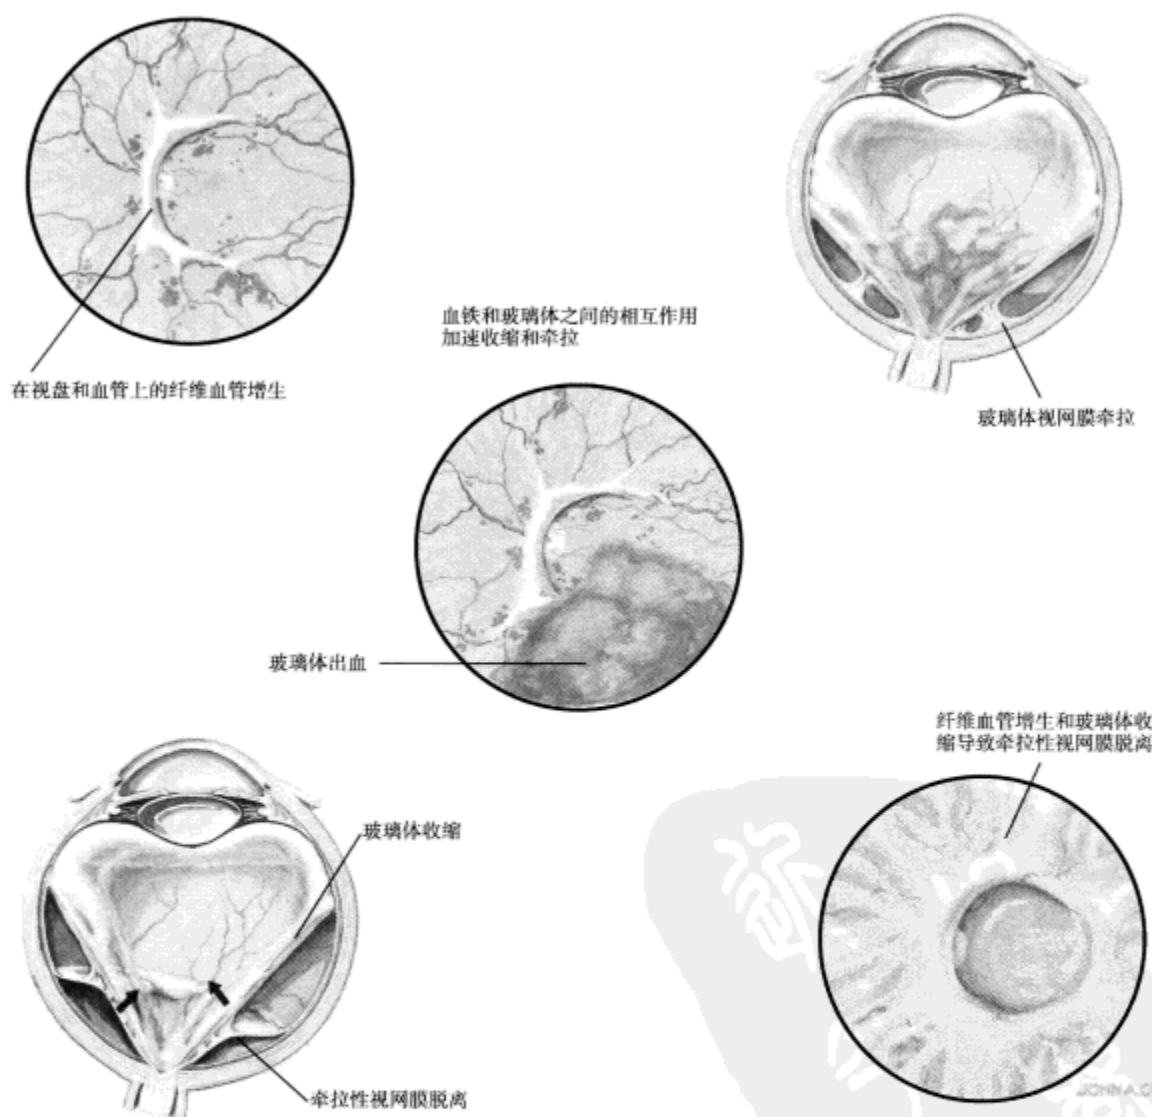 血铁和玻璃体之间的相互作用
加速收缩和牵拉
在视盘和血管上的纤维血管增生
玻璃体视网膜牵拉
玻璃体出血
纤维血管增生和玻璃体收
缩导致牵拉性视网膜脱离
玻璃体收缩
牵拉性视网膜脱离